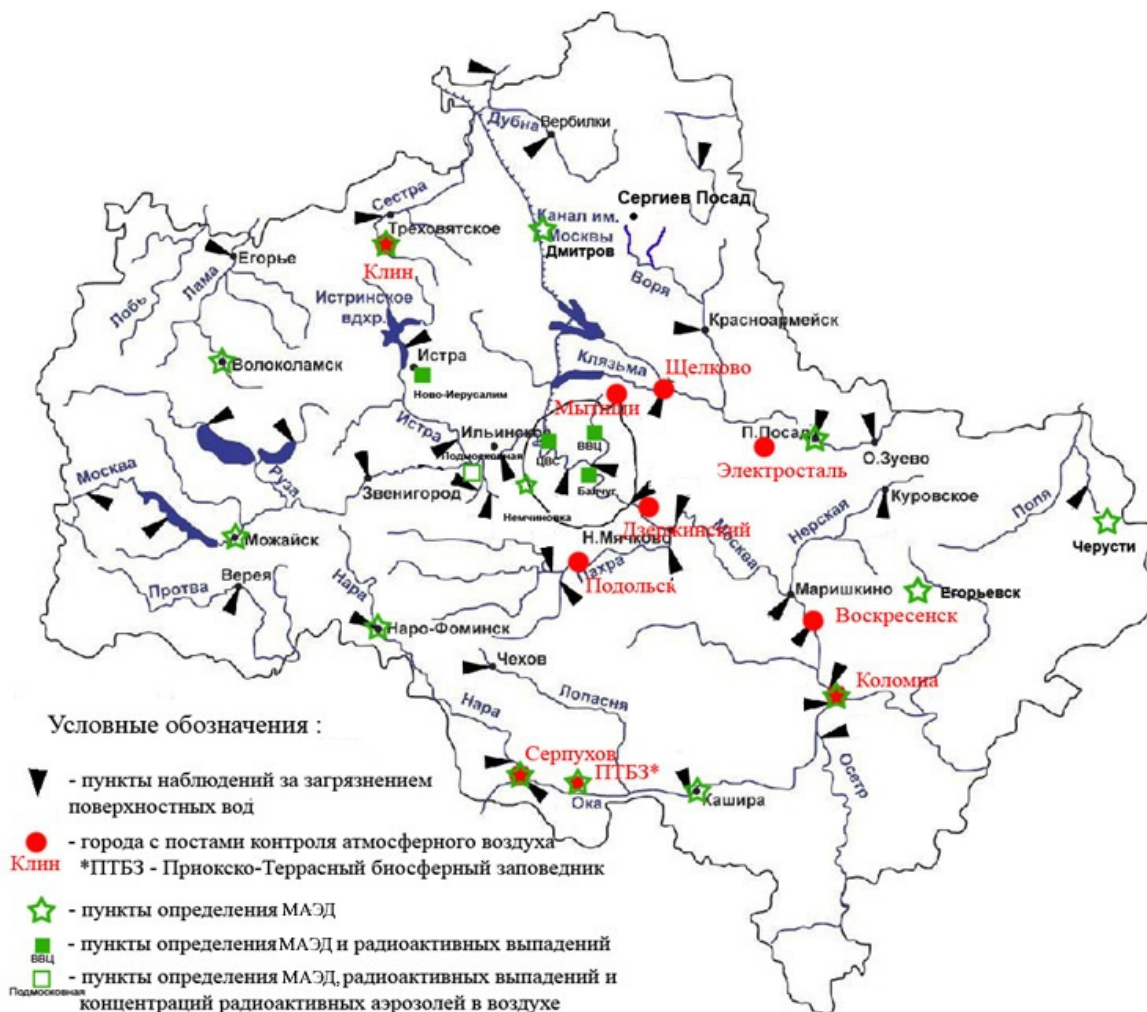 Дубна
Вербилки
Сестра
Сергиев Посад
Канал им.
Москвы
Дмитров
Треховятское
Клин
Егорье
Лама
Лобь
Воря
Истринское
вдхр.
Красноармейск
Волоколамск
Истра
Ново-Иерусалим
Клязьма
Щелково
Мытищи
Истра
Ильинское
Подмосковная
ЦВС
ВВЦ
Балчуг
П.Посад
О.Зуево
Электросталь
Москва
Руза
Звенигород
Немчиновка
Дзержинский
Куровское
Поля
Нерская
Черусти
Можайск
Н.Мячково
Москва
Пахра
Подольск
Протва
Верея
Нара
Маришкино
Егорьевск
Воскресенск
Наро-Фоминск
Чехов
Лопасня
Нара
Коломна
Серпухов
ПТБЗ*
Ока
Кашира
Осетр
Условные обозначения :
- пункты наблюдений за загрязнением
поверхностных вод
- города с постами контроля атмосферного воздуха
Клин
*ПТБЗ - Приокско-Террасный биосферный заповедник
- пункты определения МАЭД
- пункты определения МАЭД и радиоактивных выпадений
ВВЦ
- пункты определения МАЭД, радиоактивных выпадений и
Подмосковная
концентраций радиоактивных аэрозолей в воздухе